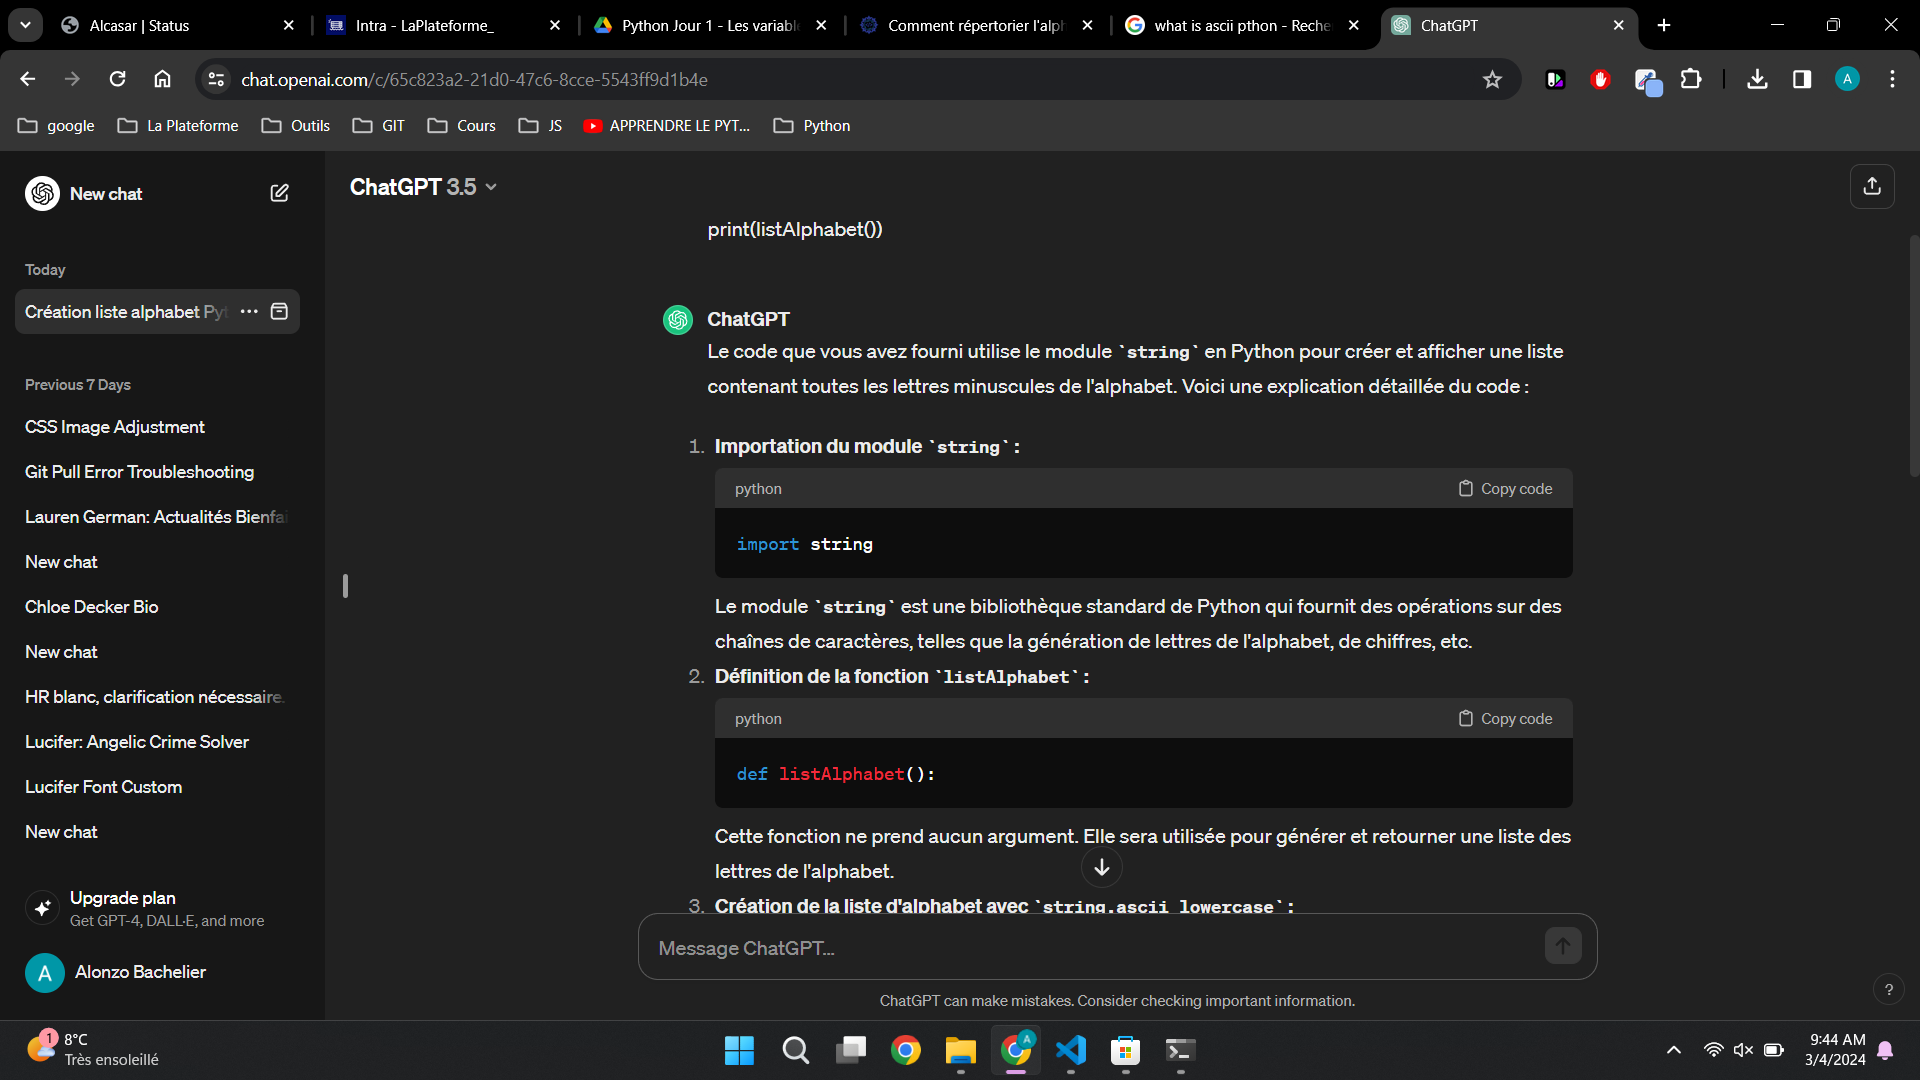 Alcasar | Status
Intra - LaPlateforme_
Python Jour 1 - Les variable
Comment répertorier l'alph
what is ascii pthon - Reche
ChatGPT
chat.openai.com/c/65c823a2-21d0-47c6-8cce-5543ff9d1b4e
A
google
La Plateforme
Outils
GIT
Cours
JS
APPRENDRE LE PYT...
Python
New chat
ChatGPT 3.5
print(listAlphabet())
Today
Création liste alphabet Pyt
Previous 7 Days
CSS Image Adjustment
Git Pull Error Troubleshooting
Lauren German: Actualités Bienfai
New chat
Chloe Decker Bio
New chat
HR blanc, clarification nécessaire.
Lucifer: Angelic Crime Solver
Lucifer Font Custom
New chat
Upgrade plan
Get GPT-4, DALL·E, and more
A
Alonzo Bachelier
ChatGPT
Le code que vous avez fourni utilise le module `string` en Python pour créer et afficher une liste
contenant toutes les lettres minuscules de l'alphabet. Voici une explication détaillée du code :
1. Importation du module `string`:
python
Copy code
import string
Le module `string` est une bibliothèque standard de Python qui fournit des opérations sur des
chaînes de caractères, telles que la génération de lettres de l'alphabet, de chiffres, etc.
2. Définition de la fonction `listAlphabet`:
python
Copy code
def listAlphabet():
Cette fonction ne prend aucun argument. Elle sera utilisée pour générer et retourner une liste des
lettres de l'alphabet.
3. Création de la liste d'alphabet avec `string.ascii_lowercase`:
Message ChatGPT...
ChatGPT can make mistakes. Consider checking important information.
?
1
8°C
Très ensoleillé
A
9:44 AM
3/4/2024